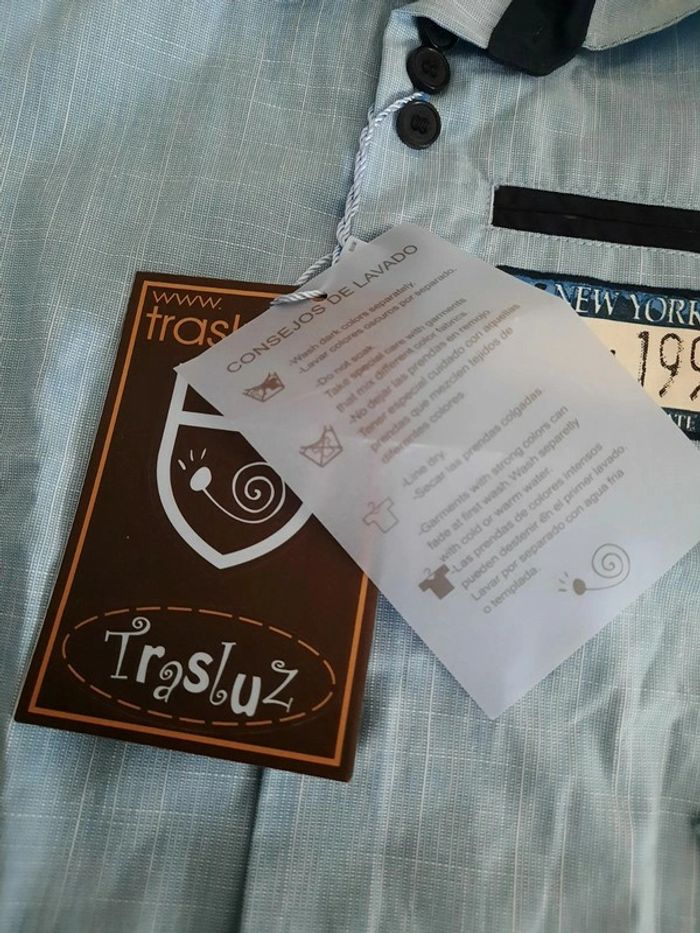 www.
trasl
Trasluz
CONSEJOS DE LAVADO
-Wash dark colors separately.
-Lavar colores oscuros por separado.
-Do not soak.
-Take special care with garments
that mix different color fabrics.
-No dejar las prendas en remojo
Tener especial cuidado con aquellas
prendas que mezclen tejidos de
diferentes colores.
-Line dry.
-Secar las prendas colgadas
-Garments with strong colors can
fade at first wash. Wash separetly
with cold or warm water.
-Las prendas de colores intensos
pueden desteñir en el primer lavado.
Lavar por separado con agua fria
o templada.
NEW YORK
199